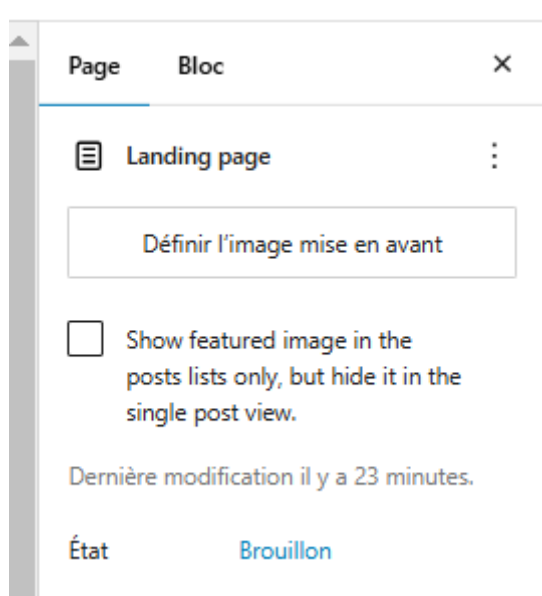 Page Bloc
Landing page
Définir l'image mise en avant
Show featured image in the
posts lists only, but hide it in the
single post view.
Dernière modification il y a 23 minutes.
État Brouillon